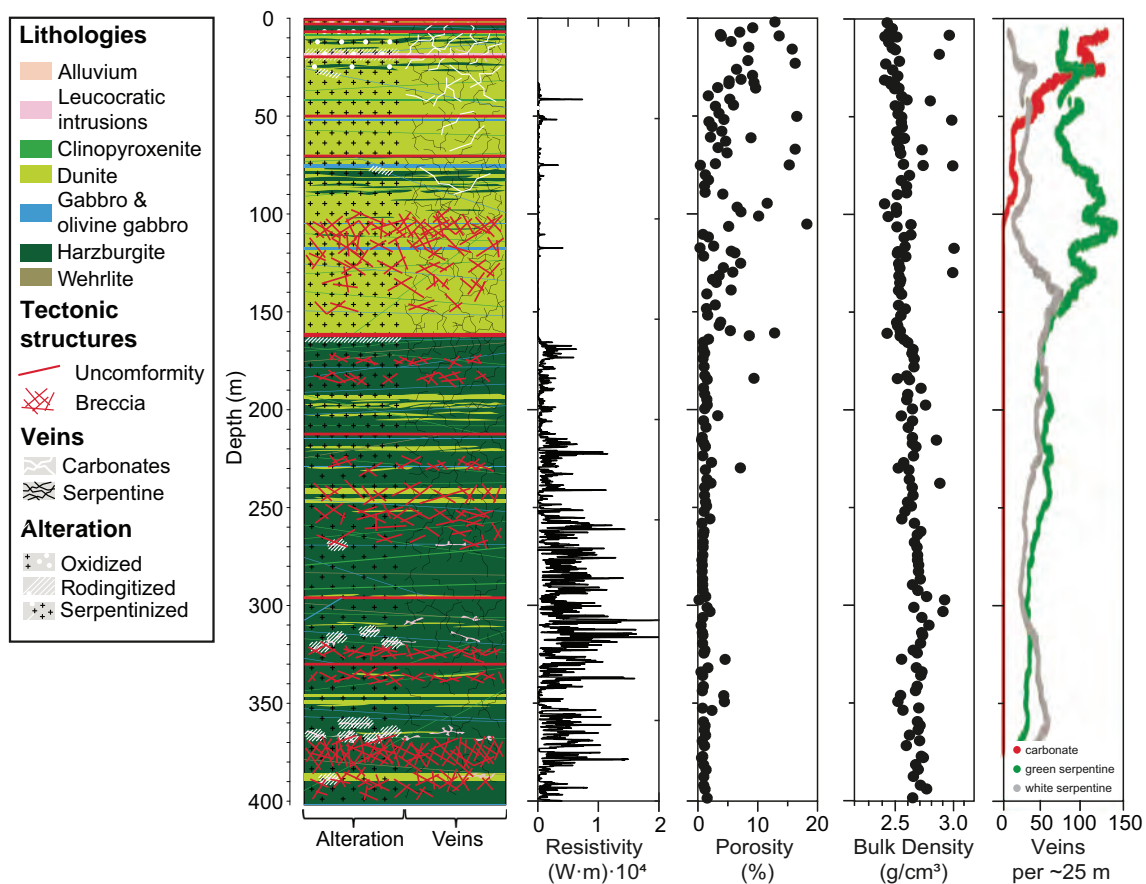 Lithologies
Alluvium
Leucocratic
intrusions
Clinopyroxenite
Dunite
Gabbro &
olivine gabbro
Harzburgite
Wehrlite
Tectonic
structures
Uncomformity
Breccia
Veins
Carbonates
Serpentine
Alteration
Oxidized
Rodingitized
Serpentinized
Depth (m)
0
50
100
150
200
250
300
350
400
Alteration
Veins
0
1
2
Resistivity
(W·m)·10⁴
0
10
20
Porosity
(%)
2.5
3.0
Bulk Density
(g/cm³)
carbonate
green serpentine
white serpentine
0
50
100
150
Veins
per ~25 m